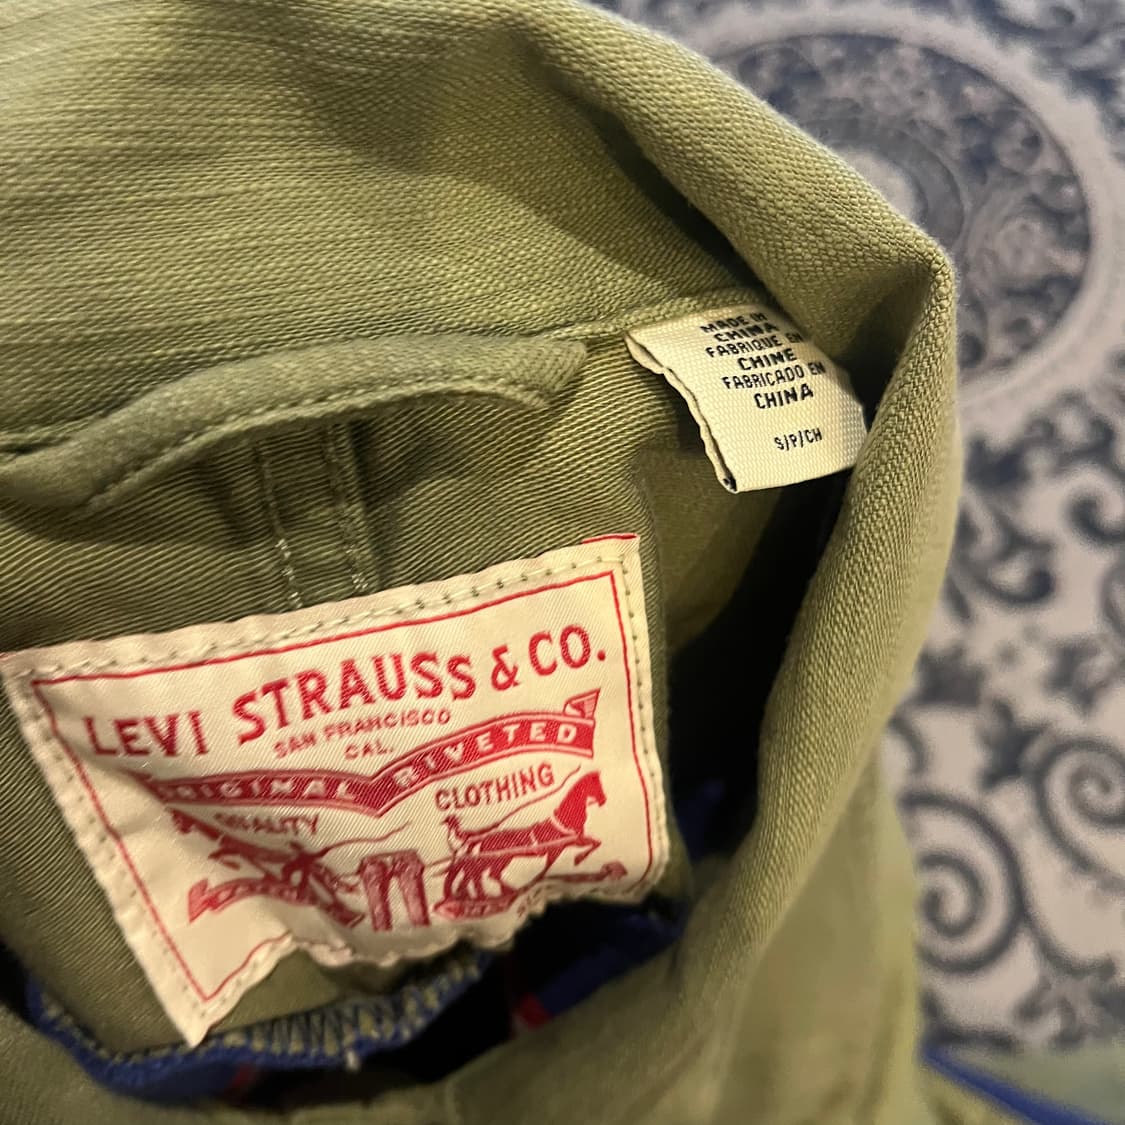 MADE IN
CHINA
FABRIQUE EN
CHINE
FABRICADO EN
CHINA
S/P/CH
LEVI STRAUSS & CO.
SAN FRANCISCO
CAL.
ORIGINAL RIVETED
QUALITY CLOTHING